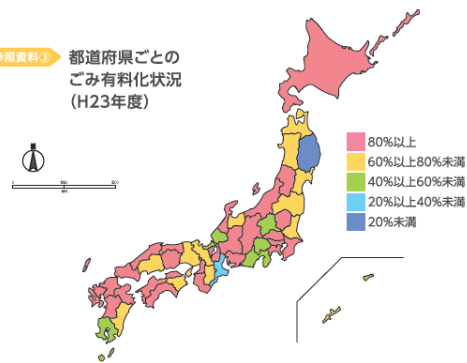 参照資料①
都道府県ごとの
ごみ有料化状況
（H23年度）
80%以上
60%以上80%未満
40%以上60%未満
20%以上40%未満
20%未満